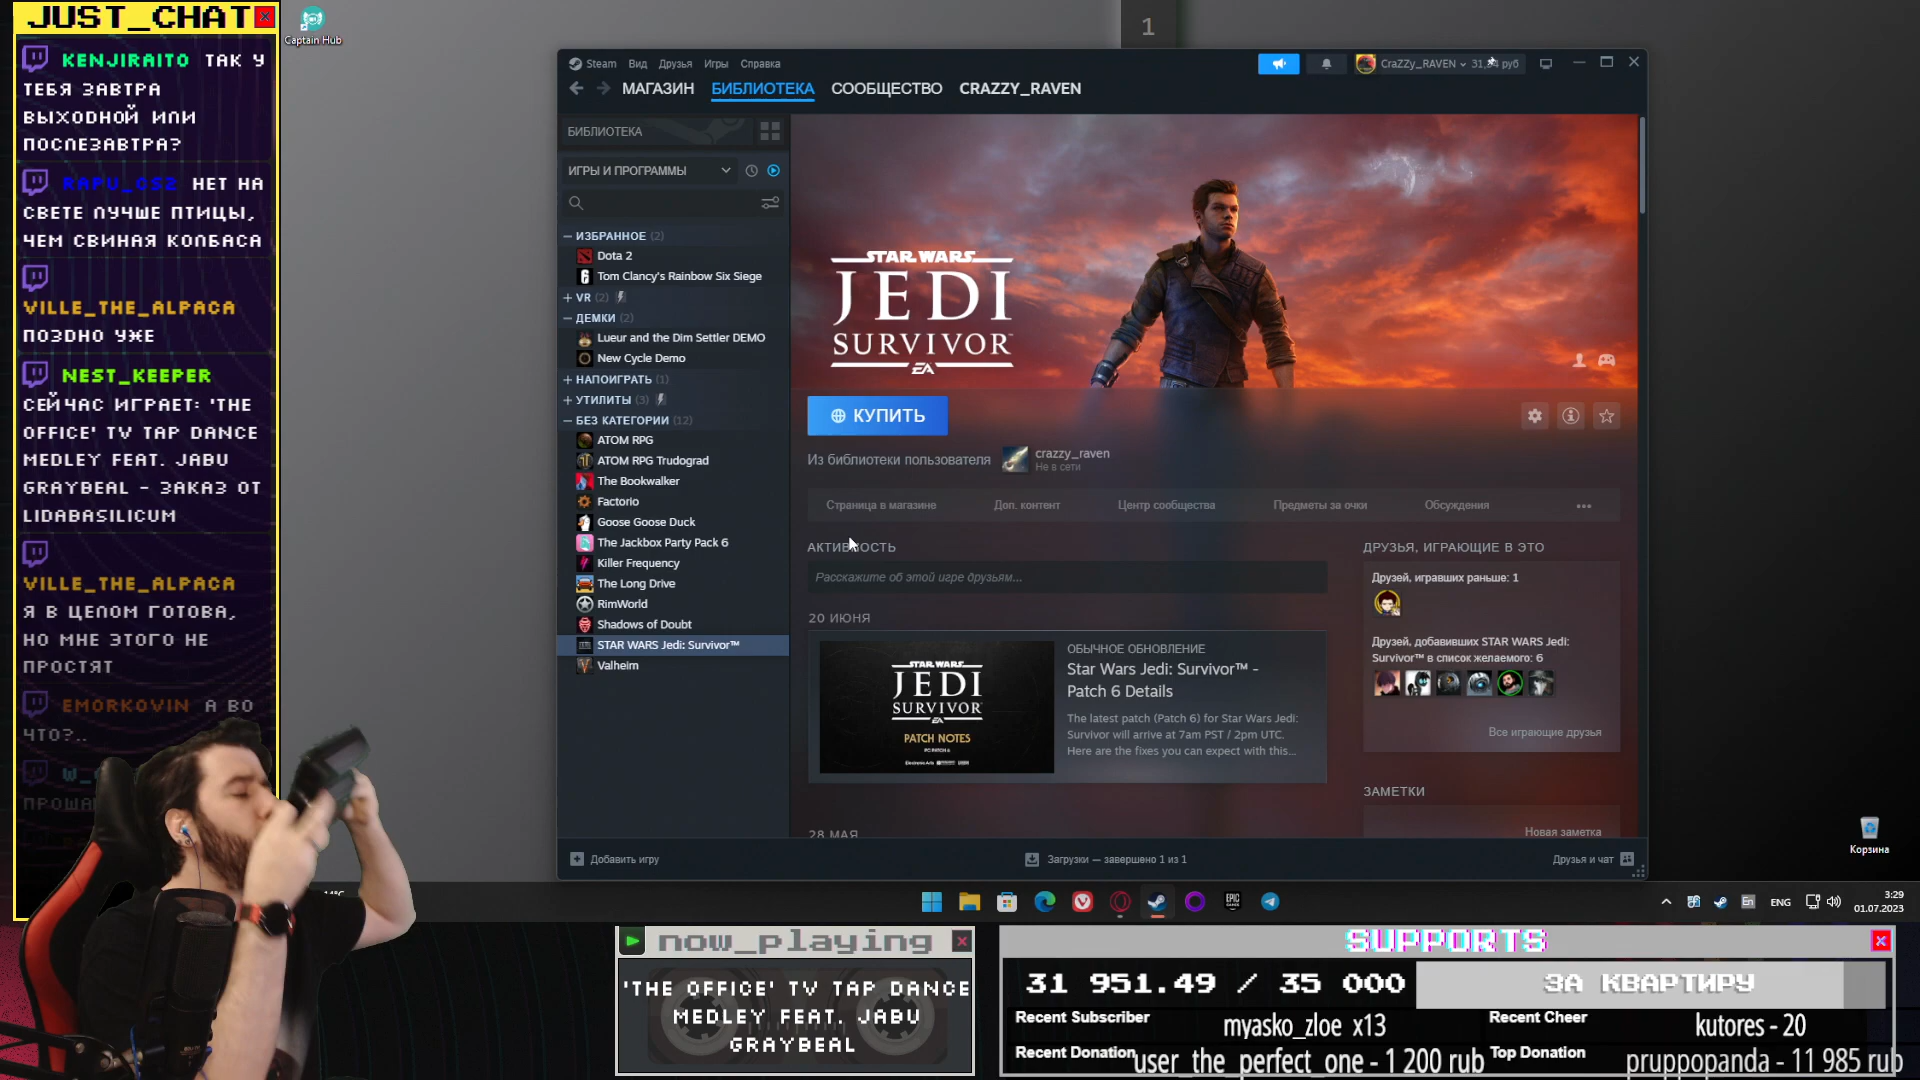 JUST_CHAT
KENJIRAITO ТАК У
ТЕБЯ ЗАВТРА
ВЫХОДНОЙ ИЛИ
ПОСЛЕЗАВТРА?
RAPU_CS2 НЕТ НА
СВЕТЕ ЛУЧШЕ ПТИЦЫ,
ЧЕМ СВИНАЯ КОЛБАСА
VILLE_THE_ALPACA
ПОЗДНО УЖЕ
NEST_KEEPER
СЕЙЧАС ИГРАЕТ: 'THE
OFFICE' TV TAP DANCE
MEDLEY FEAT. JABU
GRAYBEAL - ЗАКАЗ ОТ
LIDABASILICUM
VILLE_THE_ALPACA
Я В ЦЕЛОМ ГОТОВА,
НО МНЕ ЭТОГО НЕ
ПРОСТЯТ
EMORKOVIN А ВО
ЧТО?..
Captain Hub
1
Steam Вид Друзья Игры Справка
CraZZy_RAVEN
МАГАЗИН БИБЛИОТЕКА СООБЩЕСТВО CRAZZY_RAVEN
БИБЛИОТЕКА
ИГРЫ И ПРОГРАММЫ
— ИЗБРАННОЕ (2)
Dota 2
Tom Clancy's Rainbow Six Siege
+ VR (2)
— ДЕМКИ (2)
Lueur and the Dim Settler DEMO
New Cycle Demo
+ НАПОИГРАТЬ (1)
+ УТИЛИТЫ (3)
— БЕЗ КАТЕГОРИИ (12)
ATOM RPG
ATOM RPG Trudograd
The Bookwalker
Factorio
Goose Goose Duck
The Jackbox Party Pack 6
Killer Frequency
The Long Drive
RimWorld
Shadows of Doubt
STAR WARS Jedi: Survivor™
Valheim
STAR WARS
JEDI
SURVIVOR™
EA
КУПИТЬ
Из библиотеки пользователя crazzy_raven
Не в сети
Страница в магазине Доп. контент Центр сообщества Предметы за очки Обсуждения •••
АКТИВНОСТЬ
Расскажите об этой игре друзьям...
20 ИЮНЯ
STAR WARS
JEDI
SURVIVOR
EA
PATCH NOTES
ОБЫЧНОЕ ОБНОВЛЕНИЕ
Star Wars Jedi: Survivor™ -
Patch 6 Details
The latest patch (Patch 6) for Star Wars Jedi:
Survivor will arrive at 7am PST / 2pm UTC.
Here are the fixes you can expect with this...
28 МАЯ
ДРУЗЬЯ, ИГРАЮЩИЕ В ЭТО
Друзей, игравших раньше: 1
Друзей, добавивших STAR WARS Jedi:
Survivor™ в список желаемого: 6
Все играющие друзья
ЗАМЕТКИ
Новая заметка
Добавить игру
Загрузки — завершено 1 из 1
Друзья и чат
Корзина
EPIC
ENG
3:29
01.07.2023
now_playing
'THE OFFICE' TV TAP DANCE
MEDLEY FEAT. JABU
GRAYBEAL
SUPPORTS
31 951.49 / 35 000
ЗА КВАРТИРУ
Recent Subscriber myasko_zloe x13
Recent Cheer kutores - 20
Recent Donation user_the_perfect_one - 1 200 rub
Top Donation pruppopanda - 11 985 rub